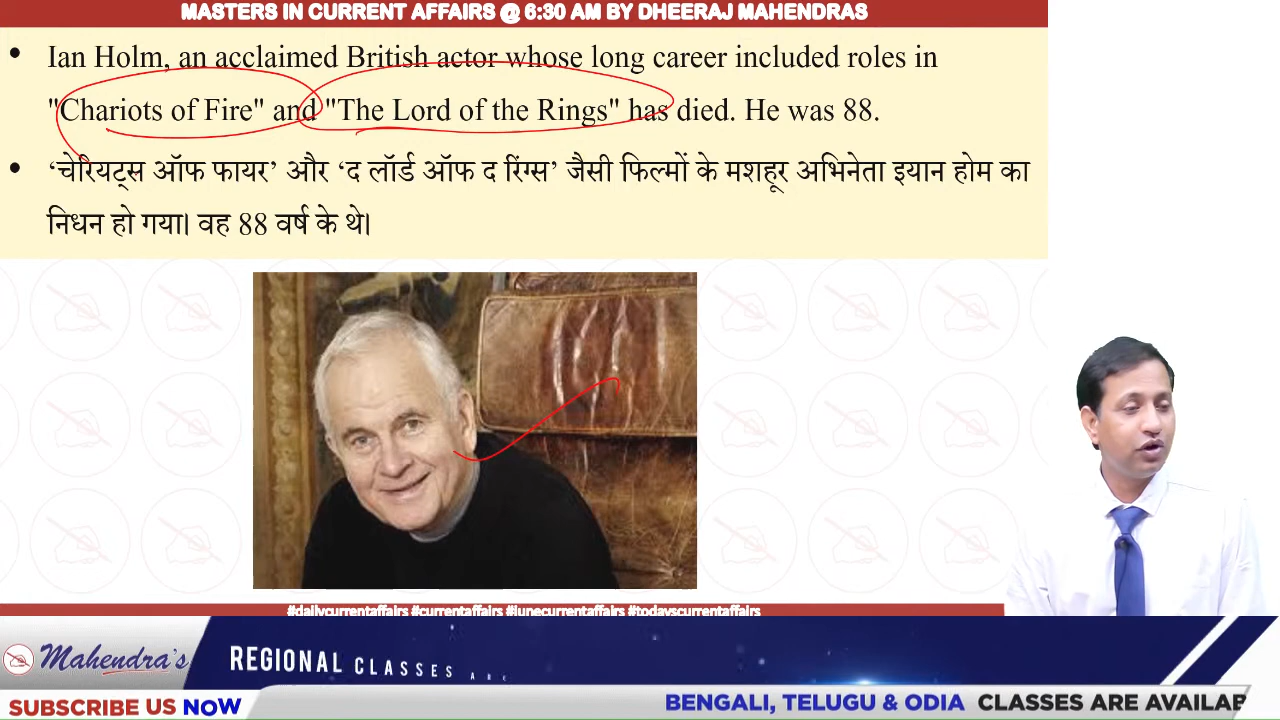 MASTERS IN CURRENT AFFAIRS @ 6:30 AM BY DHEERAJ MAHENDRAS
• Ian Holm, an acclaimed British actor whose long career included roles in
"Chariots of Fire" and "The Lord of the Rings" has died. He was 88.
• ‘चेरियट्स ऑफ फायर’ और ‘द लॉर्ड ऑफ द रिंग्स’ जैसी फिल्मों के मशहूर अभिनेता इयान होम का
निधन हो गया। वह 88 वर्ष के थे।
#dailycurrentaffairs #currentaffairs #junecurrentaffairs #todayscurrentaffairs
Mahendra's
REGIONAL CLASSES ARE
SUBSCRIBE US NOW
BENGALI, TELUGU & ODIA CLASSES ARE AVAILAB